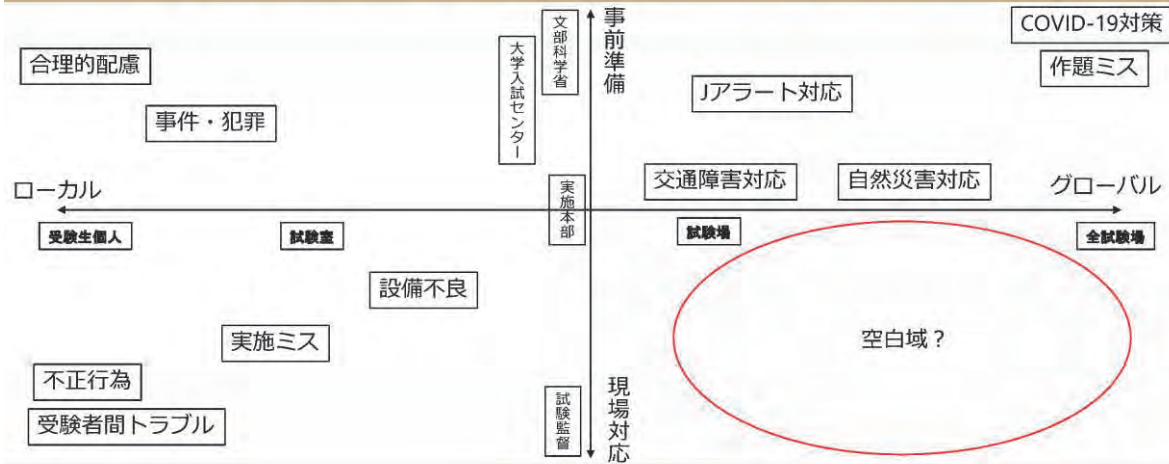 COVID-19対策
合理的配慮
文部科学省
事前準備
作題ミス
大学入試センター
Jアラート対応
事件・犯罪
交通障害対応
自然災害対応
ローカル
グローバル
実施本部
受験生個人
試験室
試験場
全試験場
設備不良
実施ミス
空白域？
不正行為
受験者間トラブル
試験監督
現場対応